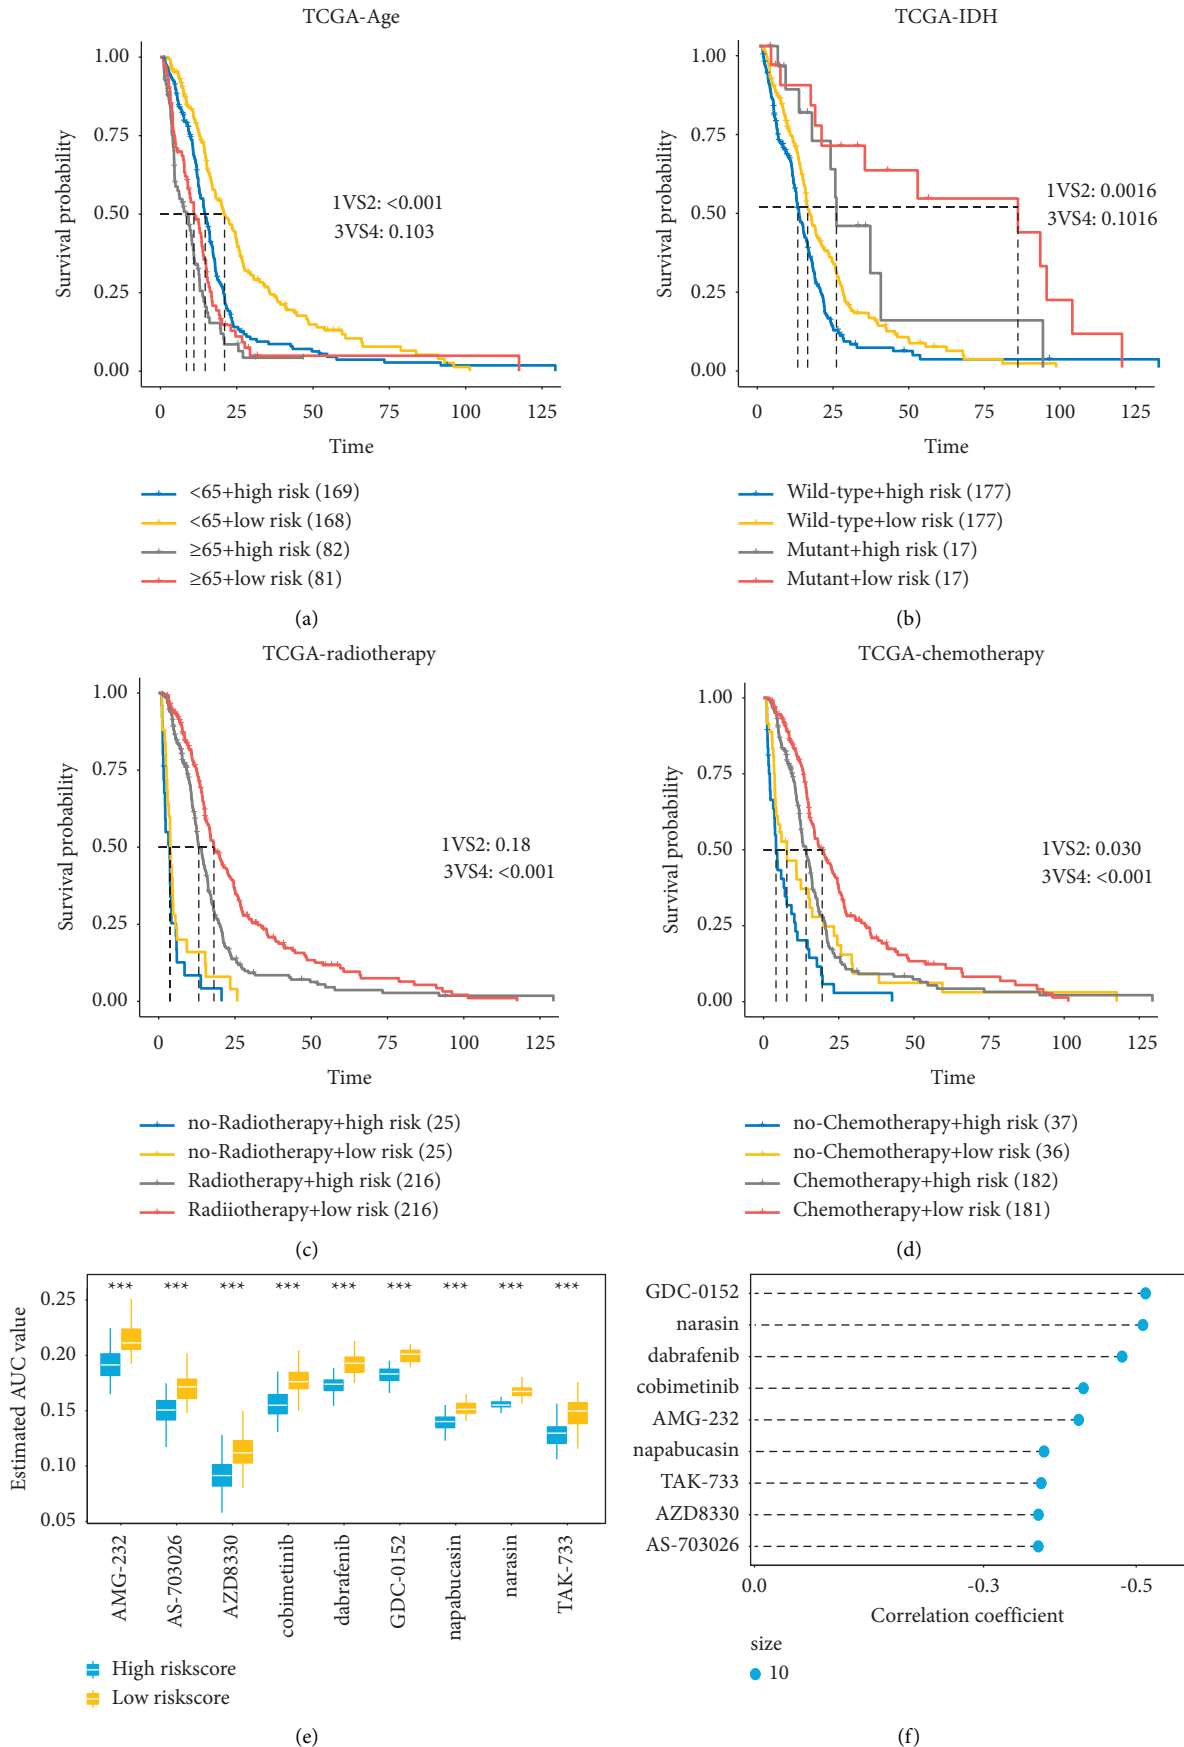 TCGA-Age
1.00
0.75
0.50
0.25
0.00
Survival probability
1VS2: <0.001
3VS4: 0.103
0 25 50 75 100 125
Time
<65+high risk (169)
<65+low risk (168)
≥65+high risk (82)
≥65+low risk (81)
(a)
TCGA-IDH
1.00
0.75
0.50
0.25
0.00
Survival probability
1VS2: 0.0016
3VS4: 0.1016
0 25 50 75 100 125
Time
Wild-type+high risk (177)
Wild-type+low risk (177)
Mutant+high risk (17)
Mutant+low risk (17)
(b)
TCGA-radiotherapy
1.00
0.75
0.50
0.25
0.00
Survival probability
1VS2: 0.18
3VS4: <0.001
0 25 50 75 100 125
Time
no-Radiotherapy+high risk (25)
no-Radiotherapy+low risk (25)
Radiotherapy+high risk (216)
Radiiotherapy+low risk (216)
(c)
TCGA-chemotherapy
1.00
0.75
0.50
0.25
0.00
Survival probability
1VS2: 0.030
3VS4: <0.001
0 25 50 75 100 125
Time
no-Chemotherapy+high risk (37)
no-Chemotherapy+low risk (36)
Chemotherapy+high risk (182)
Chemotherapy+low risk (181)
(d)
*** *** *** *** *** *** *** *** ***
0.25
0.20
0.15
0.10
0.05
Estimated AUC value
AMG-232
AS-703026
AZD8330
cobimetinib
dabrafenib
GDC-0152
napabucasin
narasin
TAK-733
High riskscore
Low riskscore
(e)
GDC-0152
narasin
dabrafenib
cobimetinib
AMG-232
napabucasin
TAK-733
AZD8330
AS-703026
0.0 -0.3 -0.5
Correlation coefficient
size
10
(f)